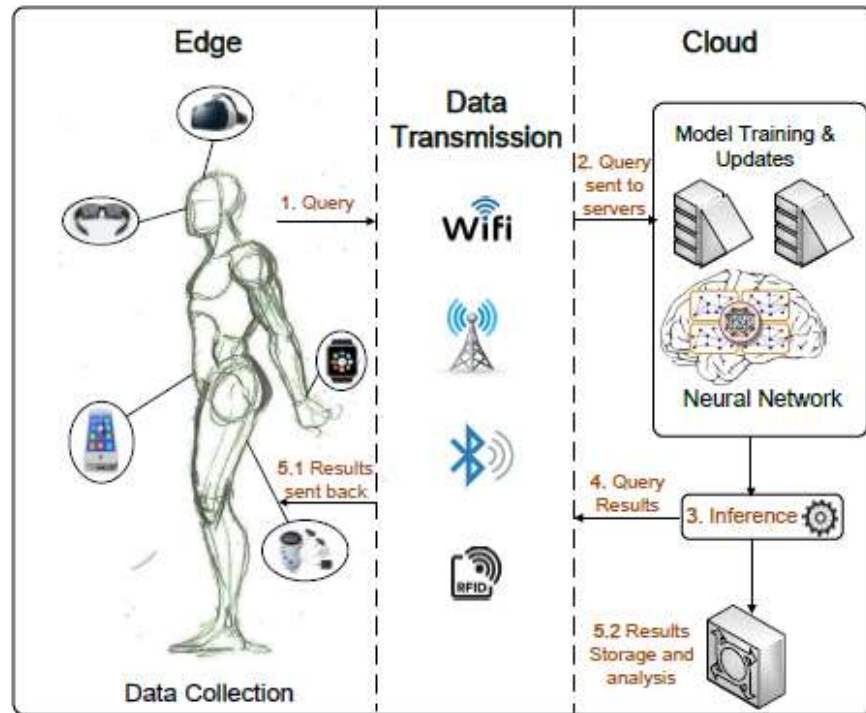 Edge
Data
Transmission
Cloud
1. Query
Wifi
2. Query
sent to
servers
Model Training &
Updates
Neural Network
5.1 Results
sent back
4. Query
Results
3. Inference
RFID
5.2 Results
Storage and
analysis
Data Collection